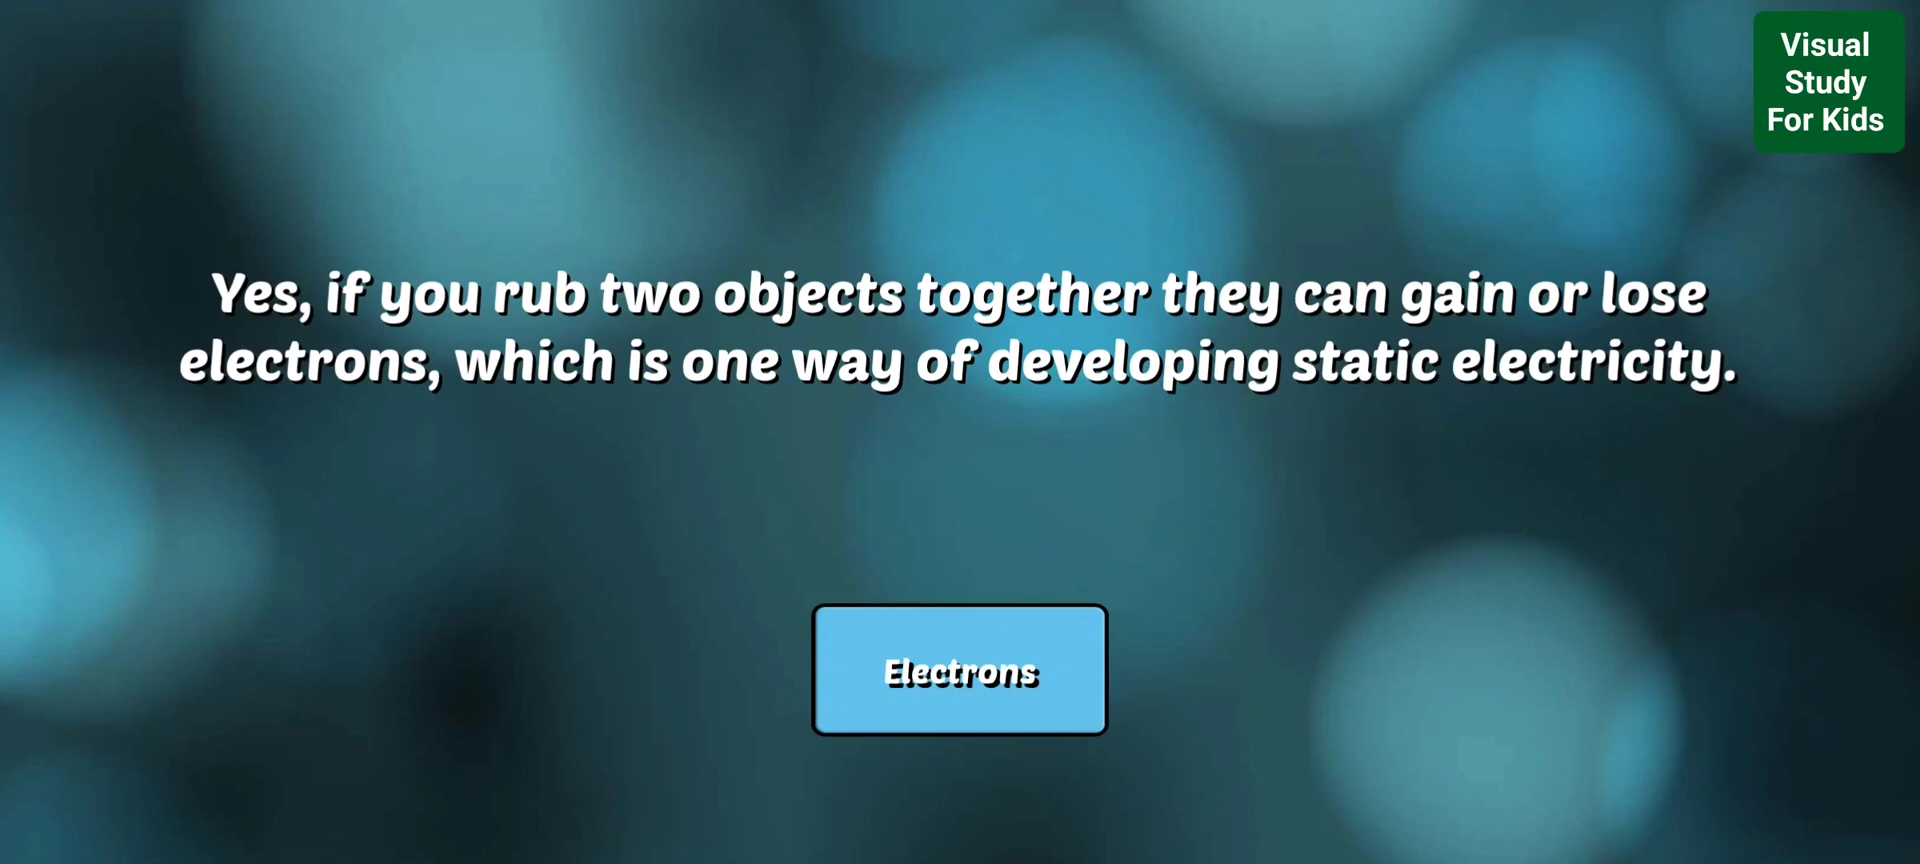 Visual
Study
For Kids
Yes, if you rub two objects together they can gain or lose
electrons, which is one way of developing static electricity.
Electrons